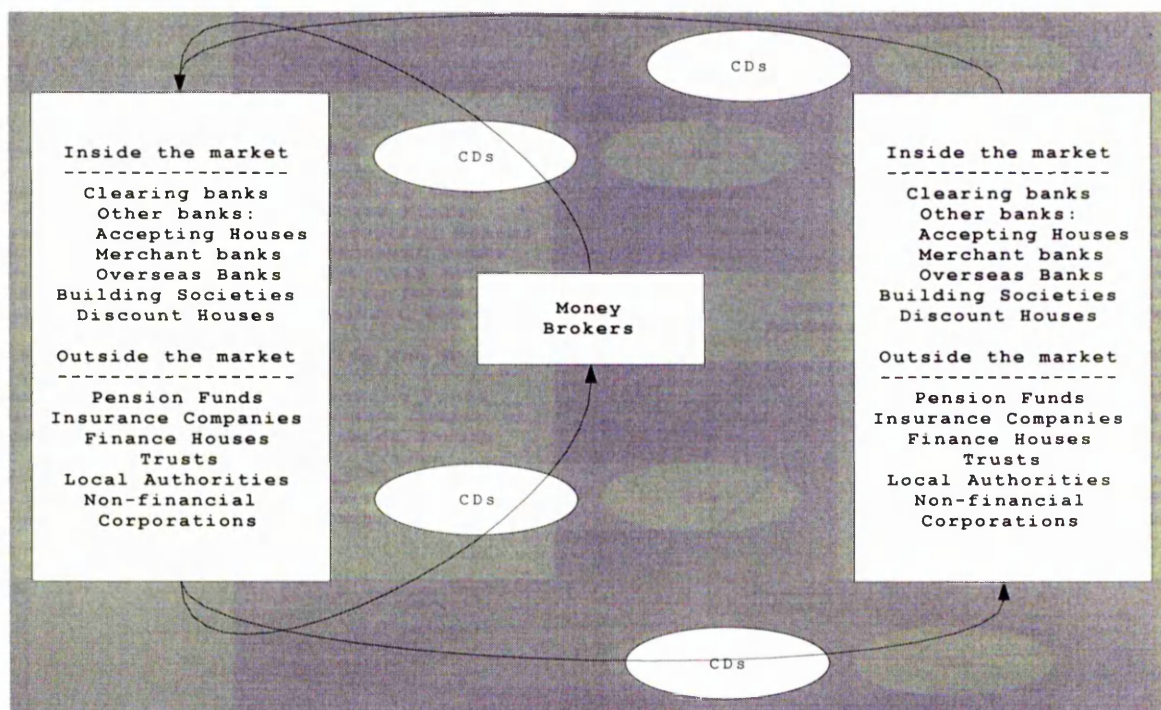 CDs
CDs
Inside the market
--------------------
Clearing banks
Other banks:
Accepting Houses
Merchant banks
Overseas Banks
Building Societies
Discount Houses
Outside the market
---------------------
Pension Funds
Insurance Companies
Finance Houses
Trusts
Local Authorities
Non-financial
Corporations
Money
Brokers
CDs
CDs
Inside the market
--------------------
Clearing banks
Other banks:
Accepting Houses
Merchant banks
Overseas Banks
Building Societies
Discount Houses
Outside the market
---------------------
Pension Funds
Insurance Companies
Finance Houses
Trusts
Local Authorities
Non-financial
Corporations